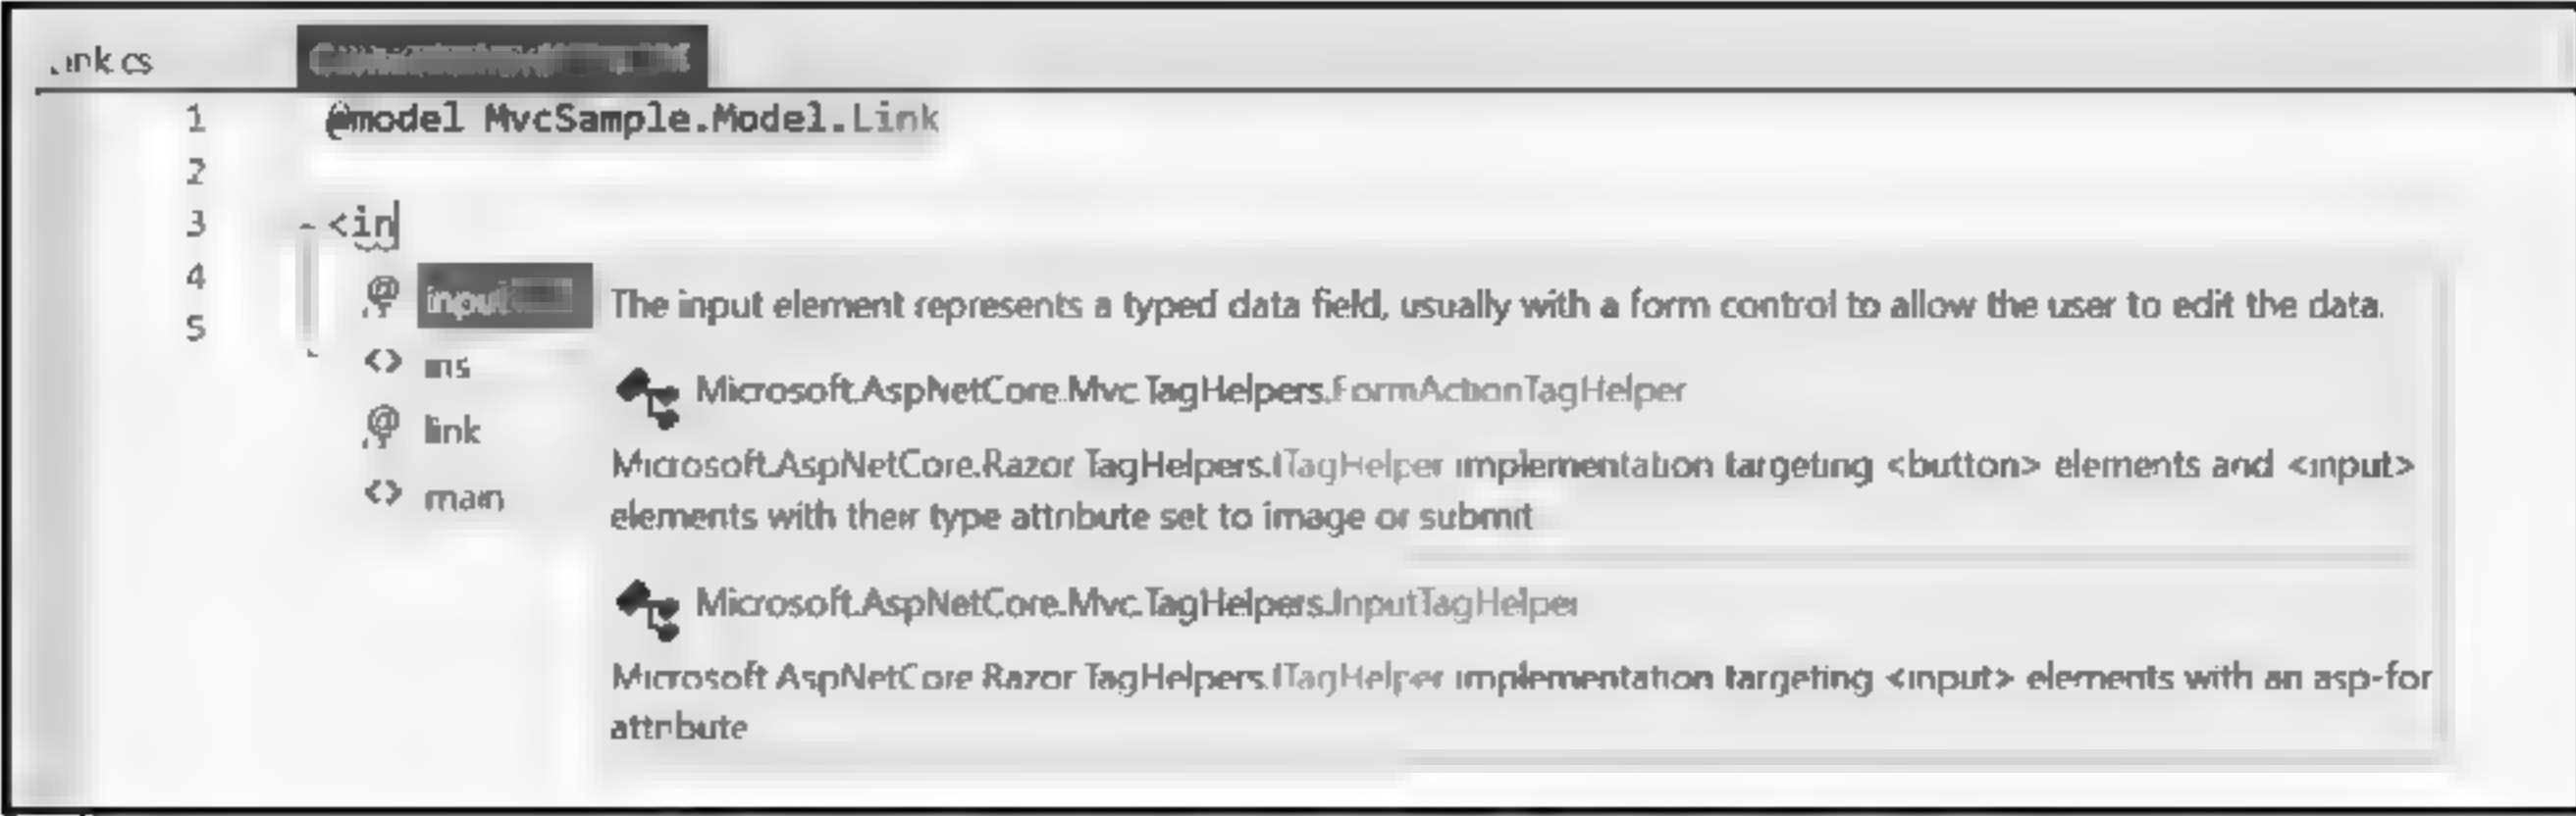 Link.cs
1 @model MvcSample.Model.Link
2
3 <in
4
input The input element represents a typed data field, usually with a form control to allow the user to edit the data.
5
ins
Microsoft.AspNetCore.Mvc.TagHelpers.FormActionTagHelper
link
Microsoft.AspNetCore.Razor.TagHelpers.ITagHelper implementation targeting <button> elements and <input>
main
elements with their type attribute set to image or submit
Microsoft.AspNetCore.Mvc.TagHelpers.InputTagHelper
Microsoft.AspNetCore.Razor.TagHelpers.ITagHelper implementation targeting <input> elements with an asp-for
attribute